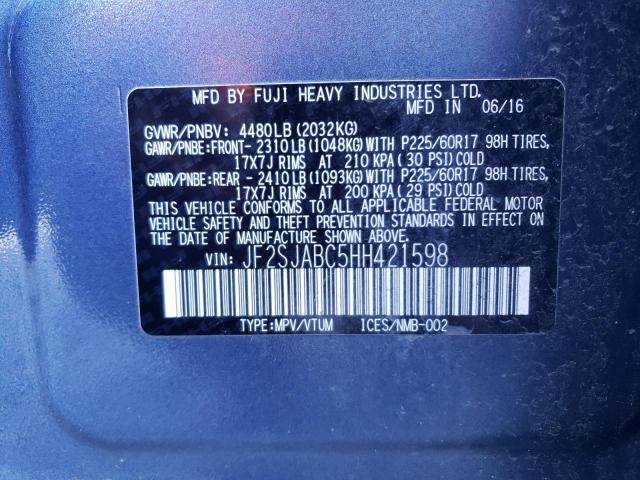 MFD BY FUJI HEAVY INDUSTRIES LTD.
MFD IN 06/16
GVWR/PNBV: 4480LB(2032KG)
GAWR/PNBE:FRONT- 2310LB(1048KG)WITH P225/60R17 98H TIRES,
17X7J RIMS AT 210 KPA(30 PSI)COLD
GAWR/PNBE:REAR - 2410LB(1093KG)WITH P225/60R17 98H TIRES,
17X7J RIMS AT 200 KPA(29 PSI)COLD
THIS VEHICLE CONFORMS TO ALL APPLICABLE FEDERAL MOTOR
VEHICLE SAFETY AND THEFT PREVENTION STANDARDS IN EFFECT ON
THE DATE OF MANUFACTURE SHOWN ABOVE.
VIN: JF2SJABC5HH421598
TYPE:MPV/VTUM ICES/NMB-002